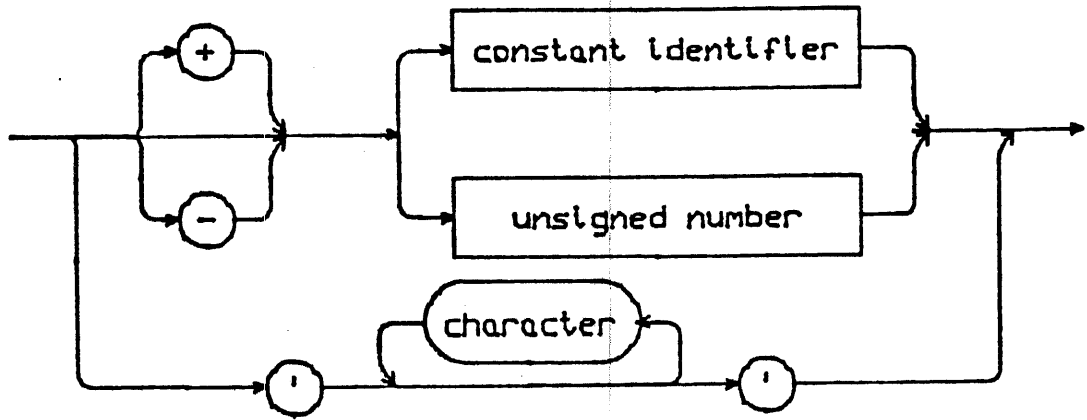 +
constant identifier
-
unsigned number
character
' '